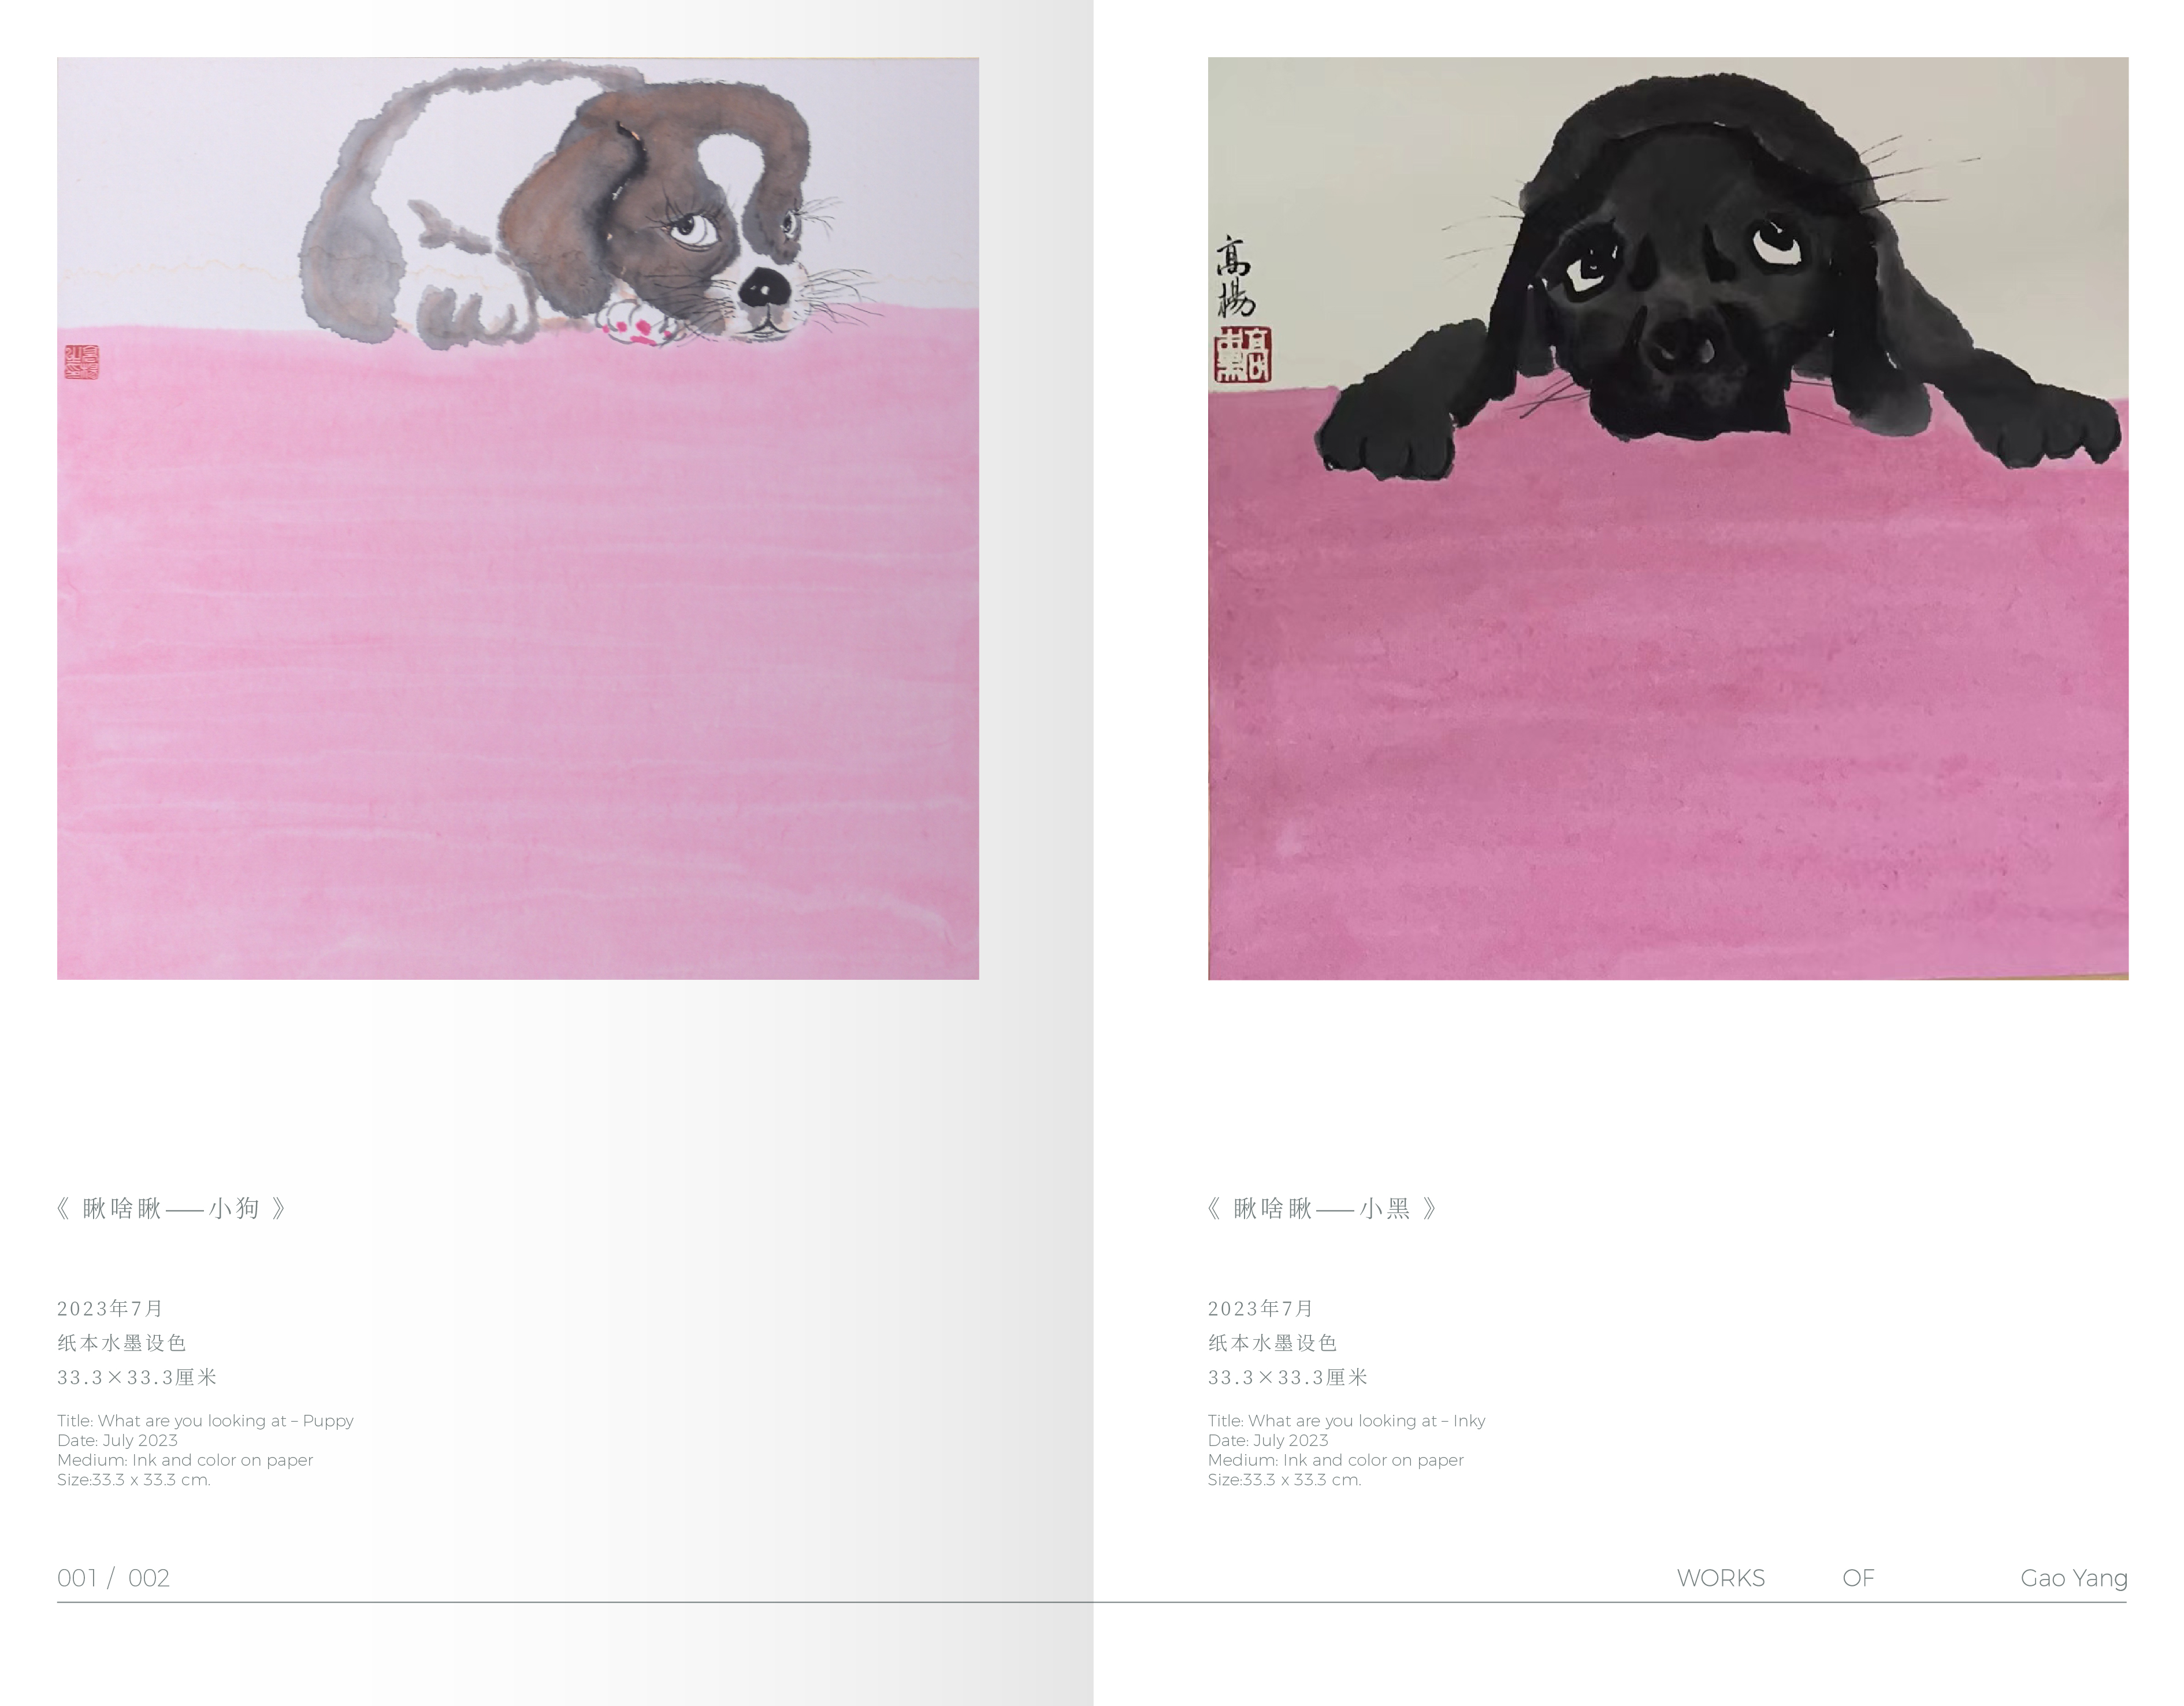 《 瞅啥瞅——小狗 》
2023年7月
纸本水墨设色
33.3×33.3厘米
Title: What are you looking at – Puppy
Date: July 2023
Medium: Ink and color on paper
Size:33.3 x 33.3 cm.
001 / 002
高
楊
《 瞅啥瞅——小黑 》
2023年7月
纸本水墨设色
33.3×33.3厘米
Title: What are you looking at – Inky
Date: July 2023
Medium: Ink and color on paper
Size:33.3 x 33.3 cm.
WORKS OF Gao Yang